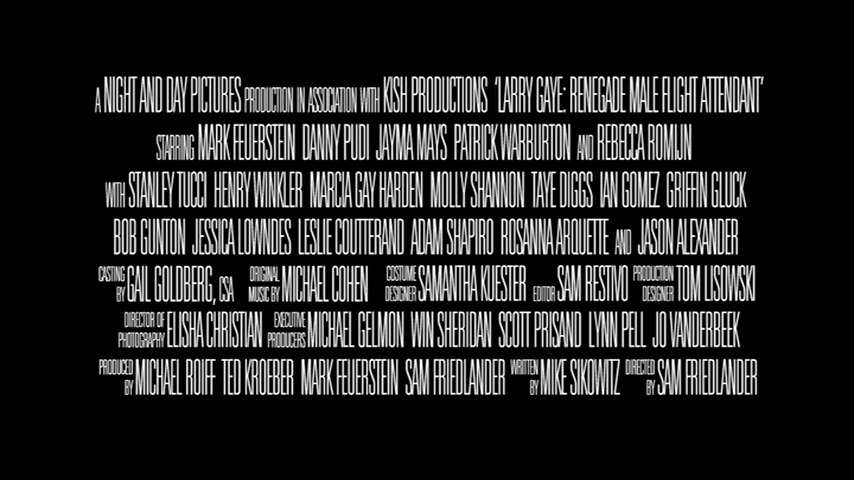 A NIGHT AND DAY PICTURES PRODUCTION IN ASSOCIATION WITH KISH PRODUCTIONS 'LARRY GAYE: RENEGADE MALE FLIGHT ATTENDANT'
STARRING MARK FEUERSTEIN DANNY PUDI JAYMA MAYS PATRICK WARBURTON AND REBECCA ROMIJN
WITH STANLEY TUCCI HENRY WINKLER MARCIA GAY HARDEN MOLLY SHANNON TAYE DIGGS IAN GOMEZ GRIFFIN GLUCK
BOB GUNTON JESSICA LOWNDES LESLIE COUTTERAND ADAM SHAPIRO ROSANNA ARQUETTE AND JASON ALEXANDER
CASTING BY GAIL GOLDBERG, CSA ORIGINAL MUSIC BY MICHAEL COHEN COSTUME DESIGNER SAMANTHA KUESTER EDITOR SAM RESTIVO PRODUCTION DESIGNER TOM LISOWSKI
DIRECTOR OF PHOTOGRAPHY ELISHA CHRISTIAN EXECUTIVE PRODUCERS MICHAEL GELMON WIN SHERIDAN SCOTT PRISAND LYNN PELL JO VANDERBEEK
PRODUCED BY MICHAEL ROIFF TED KROEBER MARK FEUERSTEIN SAM FRIEDLANDER WRITTEN BY MIKE SIKOWITZ DIRECTED BY SAM FRIEDLANDER